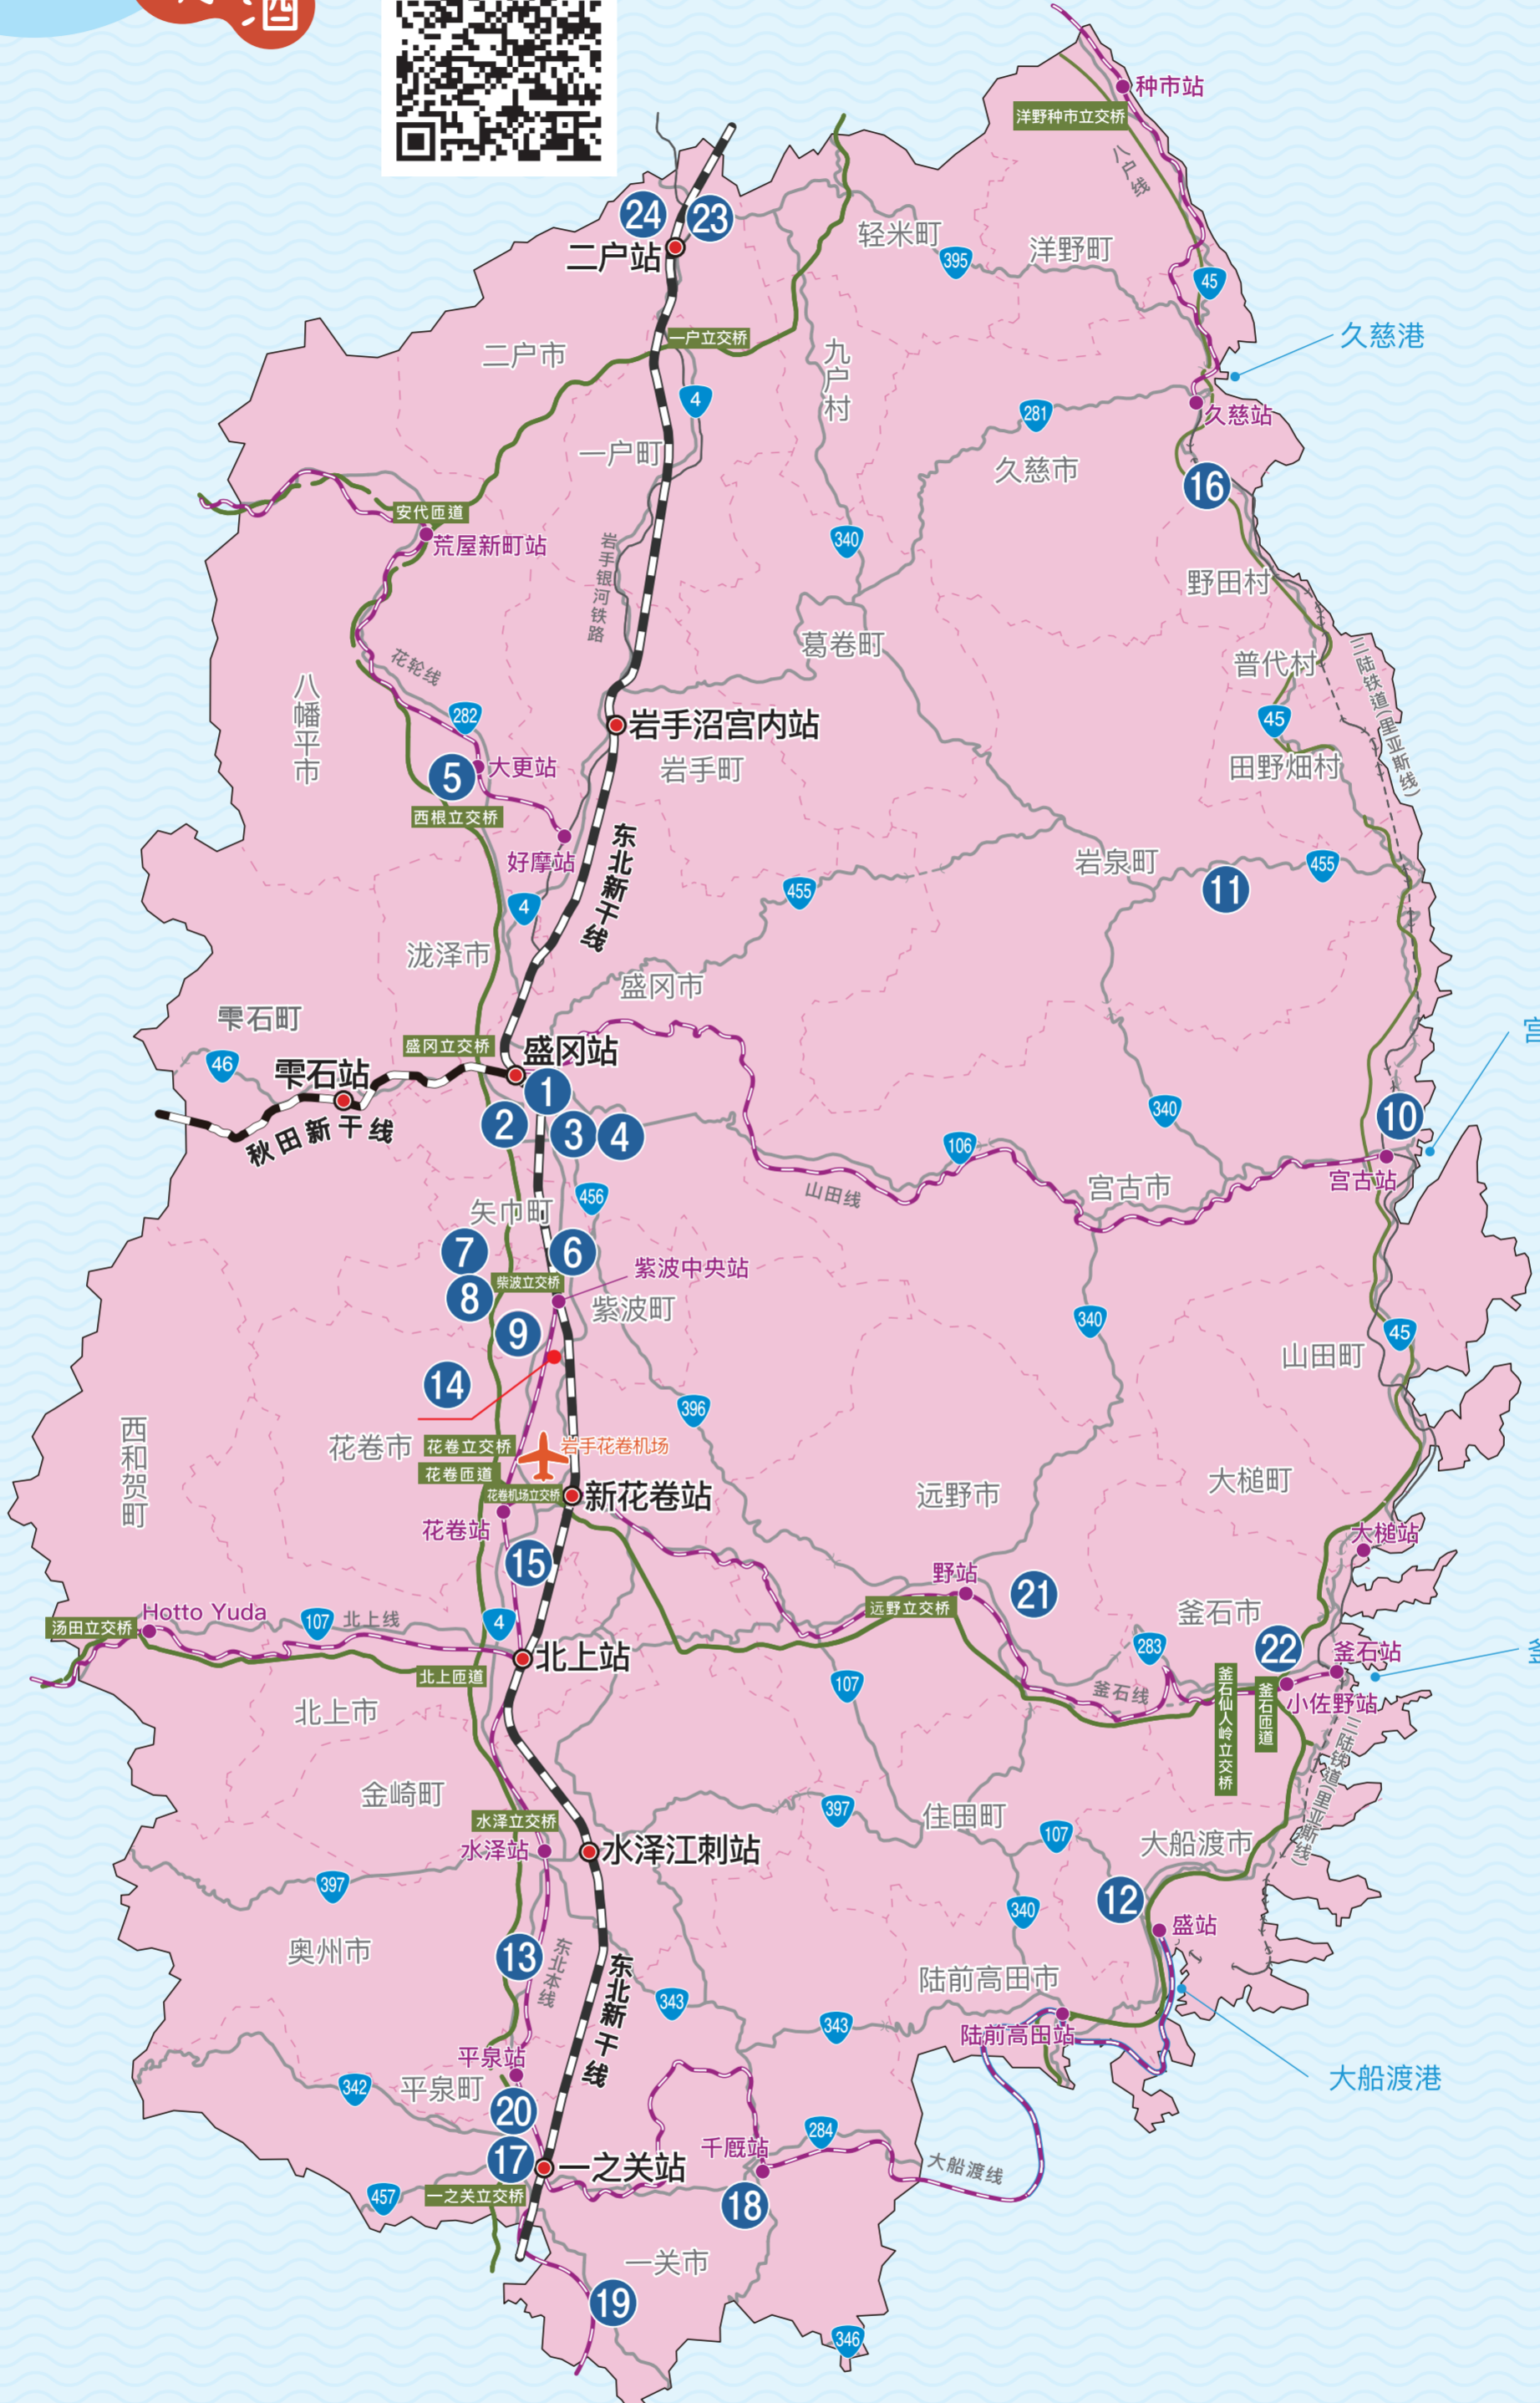 酒
种市站
洋野种市立交桥
八户线
24
23
二户站
轻米町
395
洋野町
45
一户立交桥
二户市
九户村
久慈港
4
281
久慈站
一户町
久慈市
16
安代匝道
荒屋新町站
岩手银河铁路
340
野田村
葛卷町
普代村
三陆铁道(里亚斯线)
花轮线
八幡平市
282
岩手沼宫内站
45
5
大更站
岩手町
田野畑村
西根立交桥
好摩站
东北新干线
岩泉町
455
11
455
4
泷泽市
盛冈市
雫石町
盛冈立交桥
盛冈站
46
雫石站
1
2
3
4
340
10
秋田新干线
106
宫古站
宫
山田线
宫古市
矢巾町
456
7
6
紫波中央站
8
柴波立交桥
紫波町
9
340
45
山田町
14
396
西和贺町
花卷市
花卷立交桥
岩手花卷机场
花卷匝道
花卷机场立交桥
新花卷站
远野市
大槌町
花卷站
大槌站
15
野站
21
远野立交桥
Hotto Yuda
汤田立交桥
107
北上线
4
釜石市
22
283
釜石站
釜
北上站
北上匝道
107
釜石线
釜石仙人岭立交桥
釜石匝道
小佐野站
三陆铁道(里亚斯线)
北上市
金崎町
397
住田町
107
水泽立交桥
水泽站
水泽江刺站
大船渡市
397
12
340
盛站
奥州市
13
东北本线
东北新干线
陆前高田市
343
343
陆前高田站
平泉站
342
平泉町
大船渡港
20
284
17
一之关站
千厩站
大船渡线
457
一之关立交桥
18
一关市
19
346